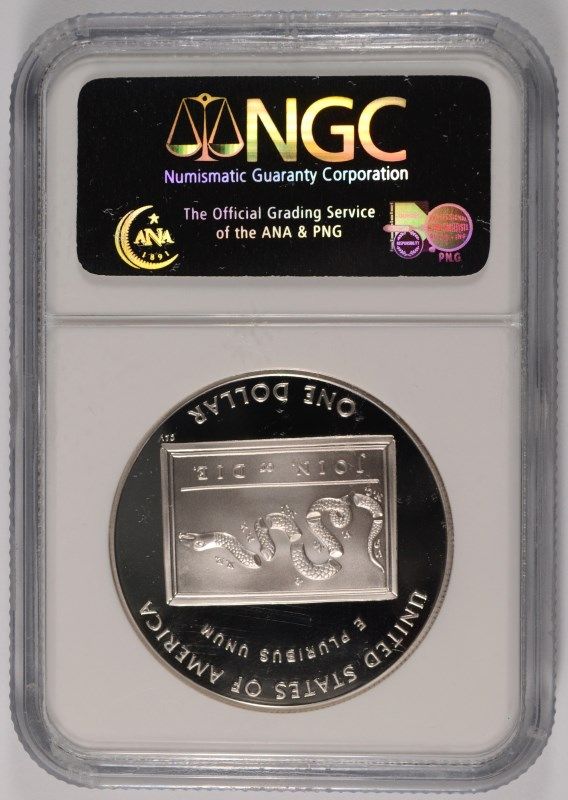 NGC
Numismatic Guaranty Corporation
The Official Grading Service
of the ANA & PNG
ANA
1891
RESPONSIBILITY
P.N.G
UNITED STATES OF AMERICA
E PLURIBUS UNUM
JOIN, or DIE.
ONE DOLLAR